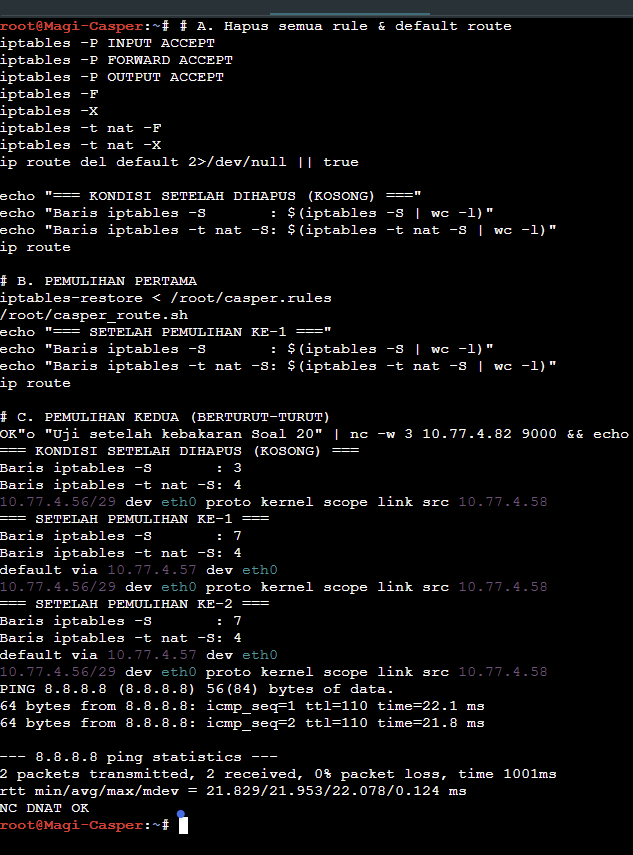 root@Magi-Casper:~# # A. Hapus semua rule & default route
iptables -P INPUT ACCEPT
iptables -P FORWARD ACCEPT
iptables -P OUTPUT ACCEPT
iptables -F
iptables -X
iptables -t nat -F
iptables -t nat -X
ip route del default 2>/dev/null || true

echo "=== KONDISI SETELAH DIHAPUS (KOSONG) ==="
echo "Baris iptables -S       : $(iptables -S | wc -l)"
echo "Baris iptables -t nat -S: $(iptables -t nat -S | wc -l)"
ip route

# B. PEMULIHAN PERTAMA
iptables-restore < /root/casper.rules
/root/casper_route.sh
echo "=== SETELAH PEMULIHAN KE-1 ==="
echo "Baris iptables -S       : $(iptables -S | wc -l)"
echo "Baris iptables -t nat -S: $(iptables -t nat -S | wc -l)"
ip route

# C. PEMULIHAN KEDUA (BERTURUT-TURUT)
OK"o "Uji setelah kebakaran Soal 20" | nc -w 3 10.77.4.82 9000 && echo
=== KONDISI SETELAH DIHAPUS (KOSONG) ===
Baris iptables -S       : 3
Baris iptables -t nat -S: 4
10.77.4.56/29 dev eth0 proto kernel scope link src 10.77.4.58
=== SETELAH PEMULIHAN KE-1 ===
Baris iptables -S       : 7
Baris iptables -t nat -S: 4
default via 10.77.4.57 dev eth0
10.77.4.56/29 dev eth0 proto kernel scope link src 10.77.4.58
=== SETELAH PEMULIHAN KE-2 ===
Baris iptables -S       : 7
Baris iptables -t nat -S: 4
default via 10.77.4.57 dev eth0
10.77.4.56/29 dev eth0 proto kernel scope link src 10.77.4.58
PING 8.8.8.8 (8.8.8.8) 56(84) bytes of data.
64 bytes from 8.8.8.8: icmp_seq=1 ttl=110 time=22.1 ms
64 bytes from 8.8.8.8: icmp_seq=2 ttl=110 time=21.8 ms

--- 8.8.8.8 ping statistics ---
2 packets transmitted, 2 received, 0% packet loss, time 1001ms
rtt min/avg/max/mdev = 21.829/21.953/22.078/0.124 ms
NC DNAT OK
root@Magi-Casper:~#